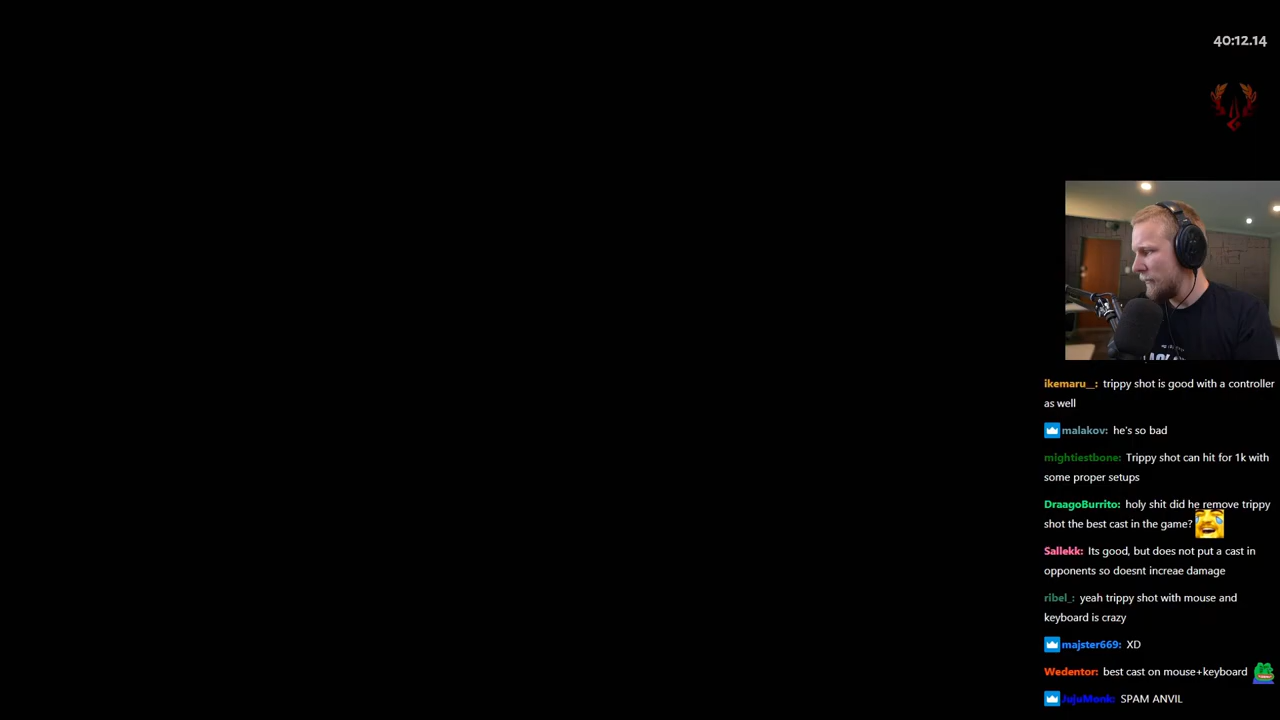 40:12.14
ikemaru__: trippy shot is good with a controller
as well
malakov: he's so bad
mightiestbone: Trippy shot can hit for 1k with
some proper setups
DraagoBurrito: holy shit did he remove trippy
shot the best cast in the game?
Sallekk: Its good, but does not put a cast in
opponents so doesnt increae damage
ribel_: yeah trippy shot with mouse and
keyboard is crazy
majster669: XD
Wedentor: best cast on mouse+keyboard
JujuMonk: SPAM ANVIL